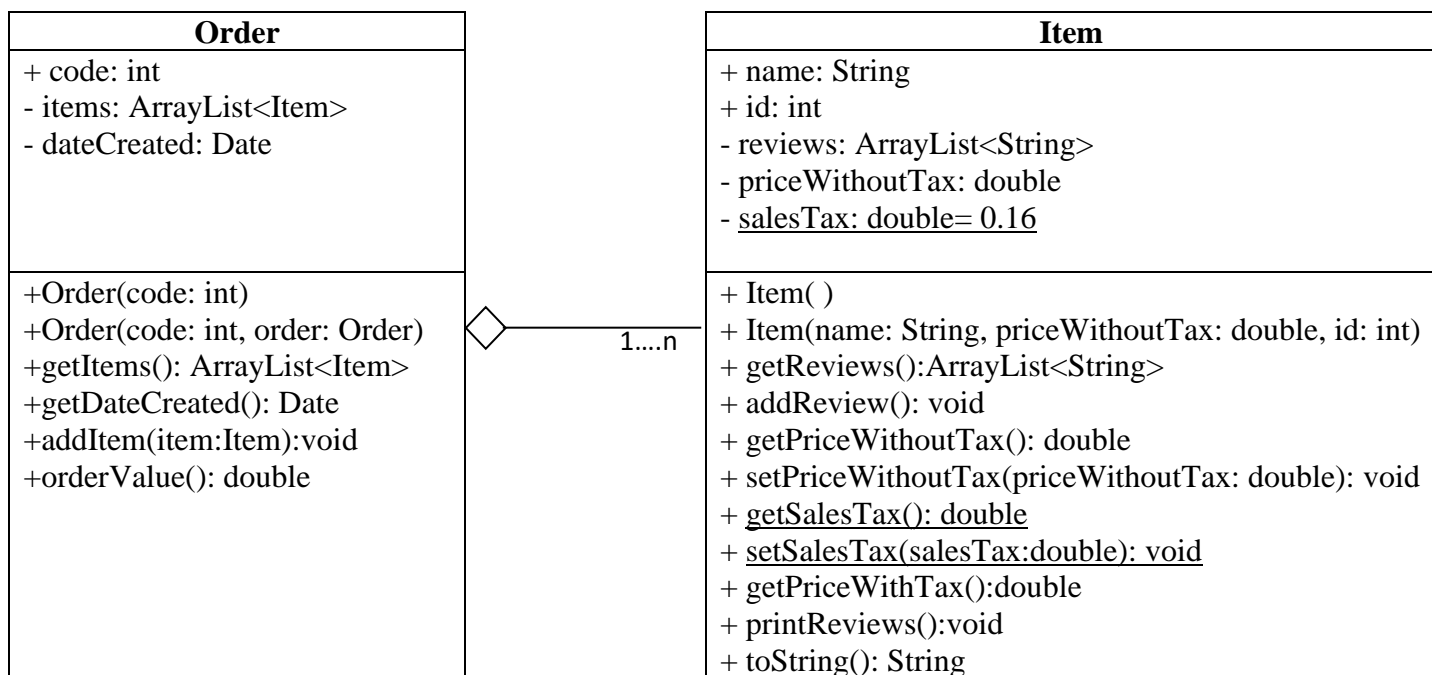 Order
+ code: int
- items: ArrayList<Item>
- dateCreated: Date
+Order(code: int)
+Order(code: int, order: Order)
+getItems(): ArrayList<Item>
+getDateCreated(): Date
+addItem(item:Item):void
+orderValue(): double
1....n
Item
+ name: String
+ id: int
- reviews: ArrayList<String>
- priceWithoutTax: double
- salesTax: double= 0.16
+ Item( )
+ Item(name: String, priceWithoutTax: double, id: int)
+ getReviews():ArrayList<String>
+ addReview(): void
+ getPriceWithoutTax(): double
+ setPriceWithoutTax(priceWithoutTax: double): void
+ getSalesTax(): double
+ setSalesTax(salesTax:double): void
+ getPriceWithTax():double
+ printReviews():void
+ toString(): String